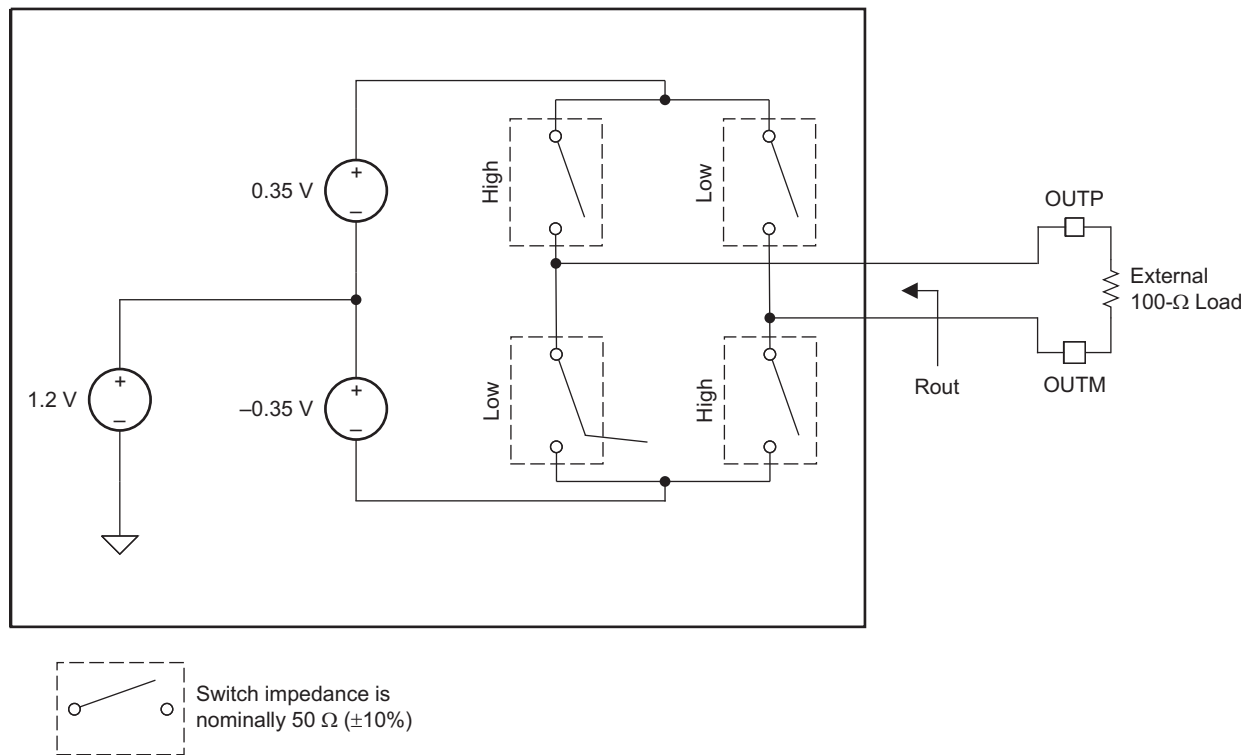 High
Low
0.35 V
+
–
OUTP
External
100-Ω Load
Rout
OUTM
1.2 V
+
–
–0.35 V
+
–
Low
High
Switch impedance is
nominally 50 Ω (±10%)